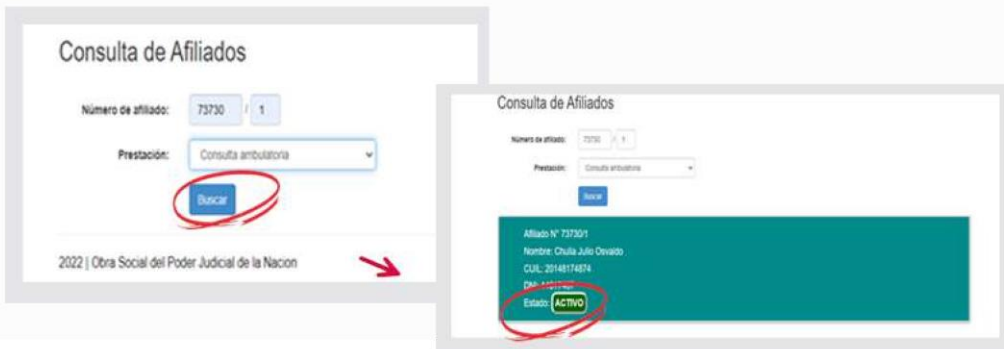 Consulta de Afiliados
Número de afiliado: 73730 / 1
Prestación: Consulta ambulatoria
Buscar
2022 | Obra Social del Poder Judicial de la Nacion
Consulta de Afiliados
Número de afiliado: 73730 / 1
Prestación: Consulta ambulatoria
Buscar
Afiliado N° 73730/1
Nombre: Chulia Julio Osvaldo
CUIL: 20148174874
DNI:
Estado: ACTIVO